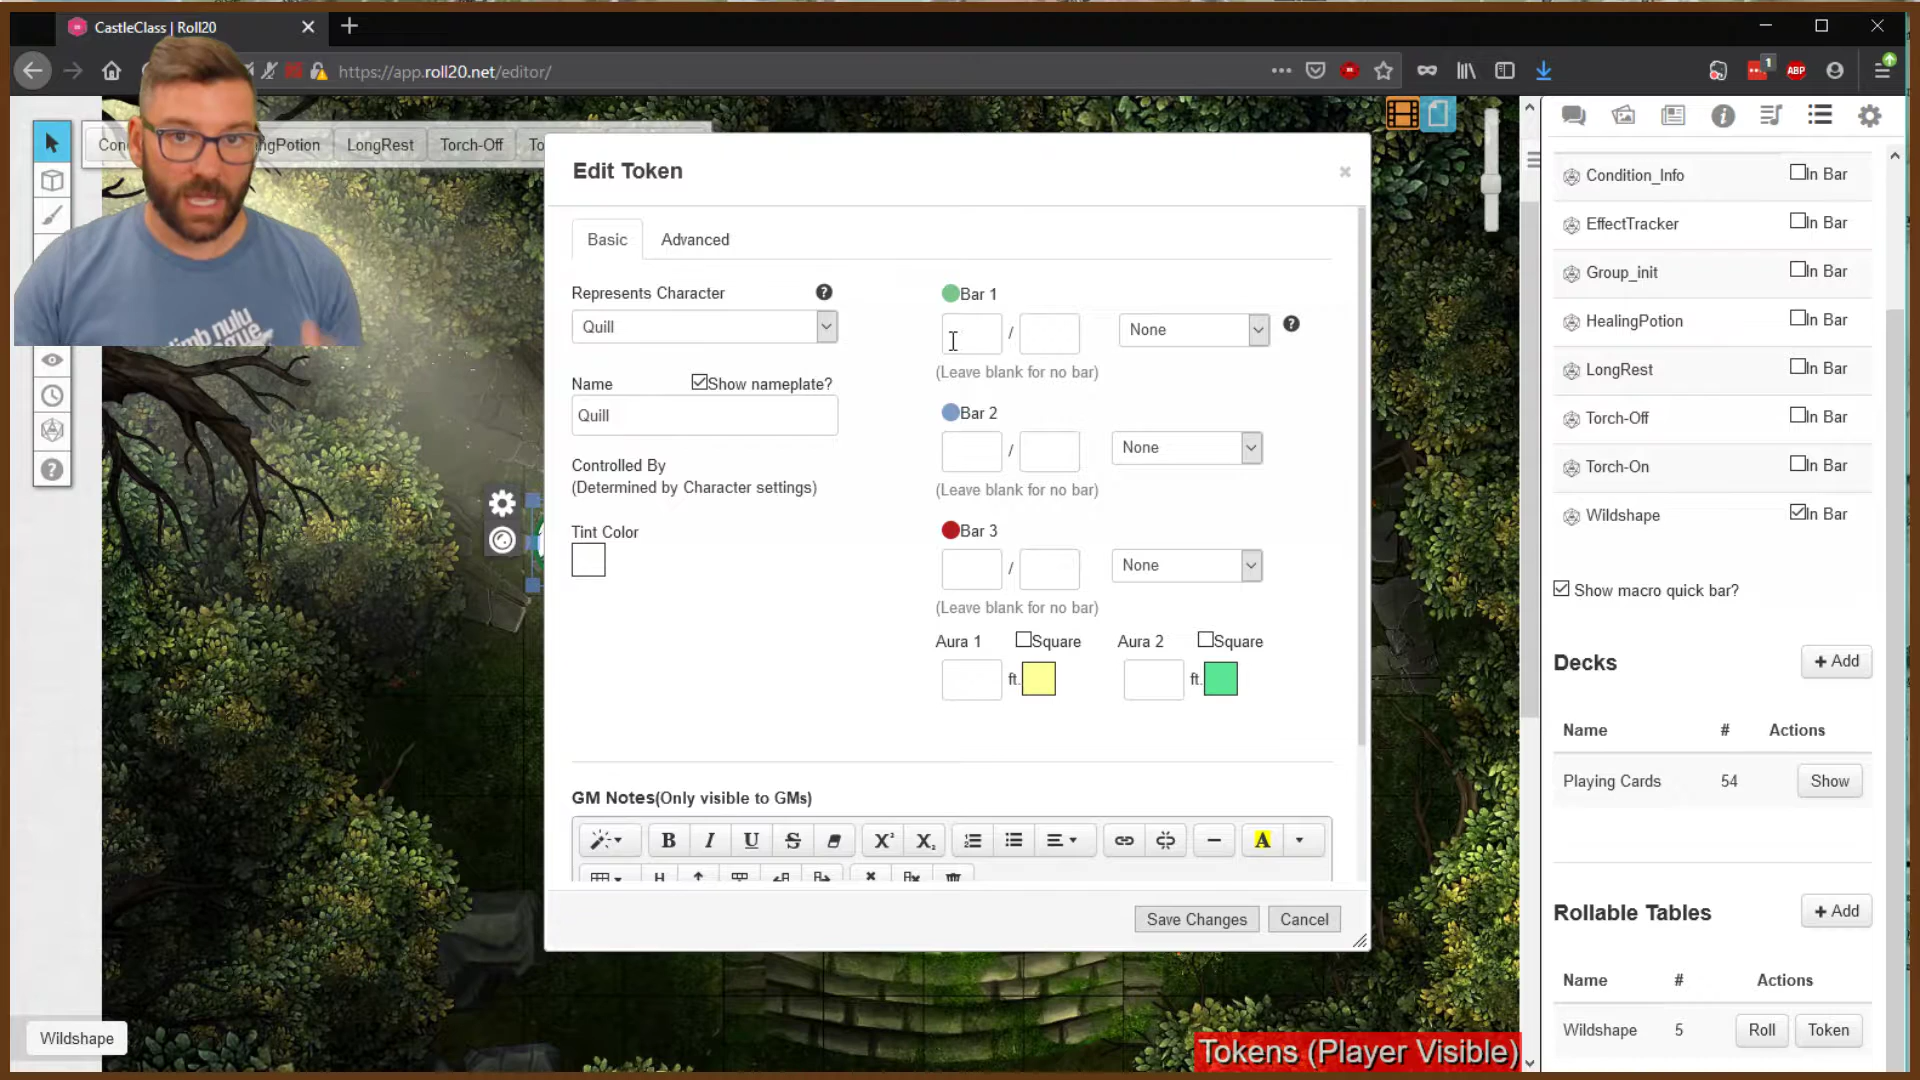 CastleClass | Roll20
https://app.roll20.net/editor/
1
ABP
Con
ngPotion
LongRest
Torch-Off
To
Edit Token
Basic
Advanced
Represents Character
Quill
Name
Show nameplate?
Quill
Controlled By
(Determined by Character settings)
Tint Color
Bar 1
/
None
(Leave blank for no bar)
Bar 2
/
None
(Leave blank for no bar)
Bar 3
/
None
(Leave blank for no bar)
Aura 1
Square
Aura 2
Square
ft.
ft.
GM Notes(Only visible to GMs)
Save Changes
Cancel
Condition_Info
In Bar
EffectTracker
In Bar
Group_init
In Bar
HealingPotion
In Bar
LongRest
In Bar
Torch-Off
In Bar
Torch-On
In Bar
Wildshape
In Bar
Show macro quick bar?
Decks
+ Add
Name
#
Actions
Playing Cards
54
Show
Rollable Tables
+ Add
Name
#
Actions
Wildshape
5
Roll
Token
Wildshape
Tokens (Player Visible)